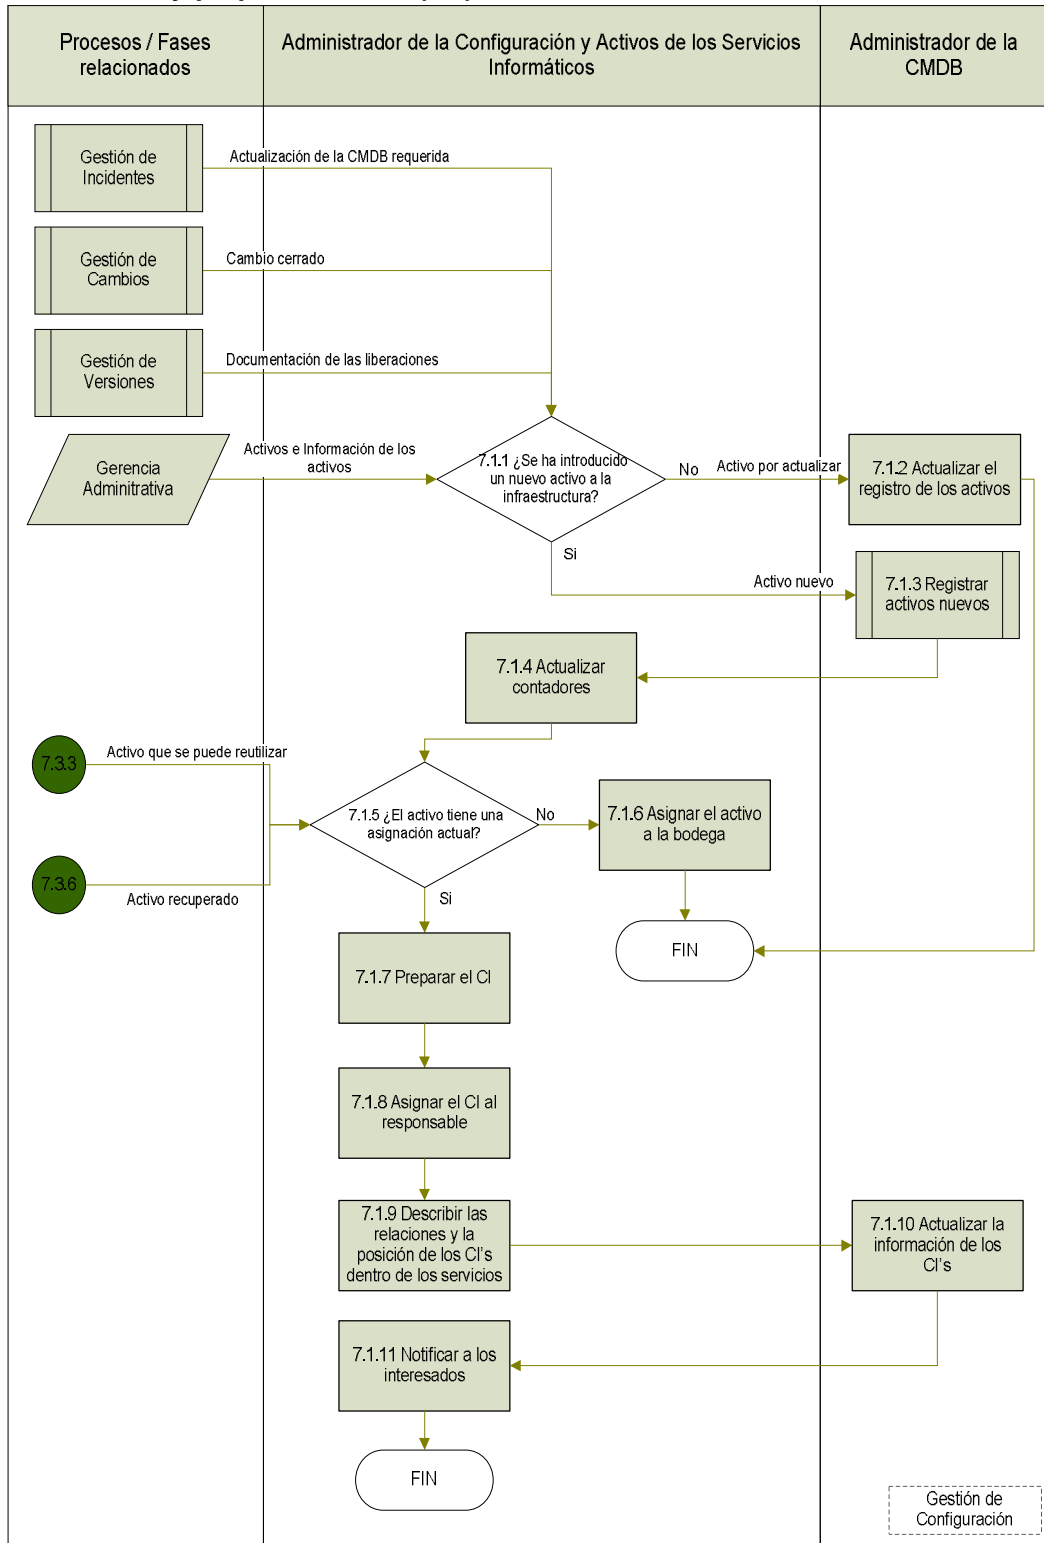 Procesos / Fases
relacionados
Administrador de la Configuración y Activos de los Servicios
Informáticos
Administrador de la
CMDB
Gestión de
Incidentes
Actualización de la CMDB requerida
Gestión de
Cambios
Cambio cerrado
Gestión de
Versiones
Documentación de las liberaciones
Gerencia
Adminitrativa
Activos e Información de los
activos
7.1.1 ¿Se ha introducido
un nuevo activo a la
infraestructura?
No
Activo por actualizar
7.1.2 Actualizar el
registro de los activos
Si
Activo nuevo
7.1.3 Registrar
activos nuevos
7.1.4 Actualizar
contadores
7.3.3
Activo que se puede reutilizar
7.1.5 ¿El activo tiene una
asignación actual?
No
7.1.6 Asignar el activo
a la bodega
7.3.6
Activo recuperado
Si
FIN
7.1.7 Preparar el CI
7.1.8 Asignar el CI al
responsable
7.1.9 Describir las
relaciones y la
posición de los CI's
dentro de los servicios
7.1.10 Actualizar la
información de los
CI's
7.1.11 Notificar a los
interesados
FIN
Gestión de
Configuración